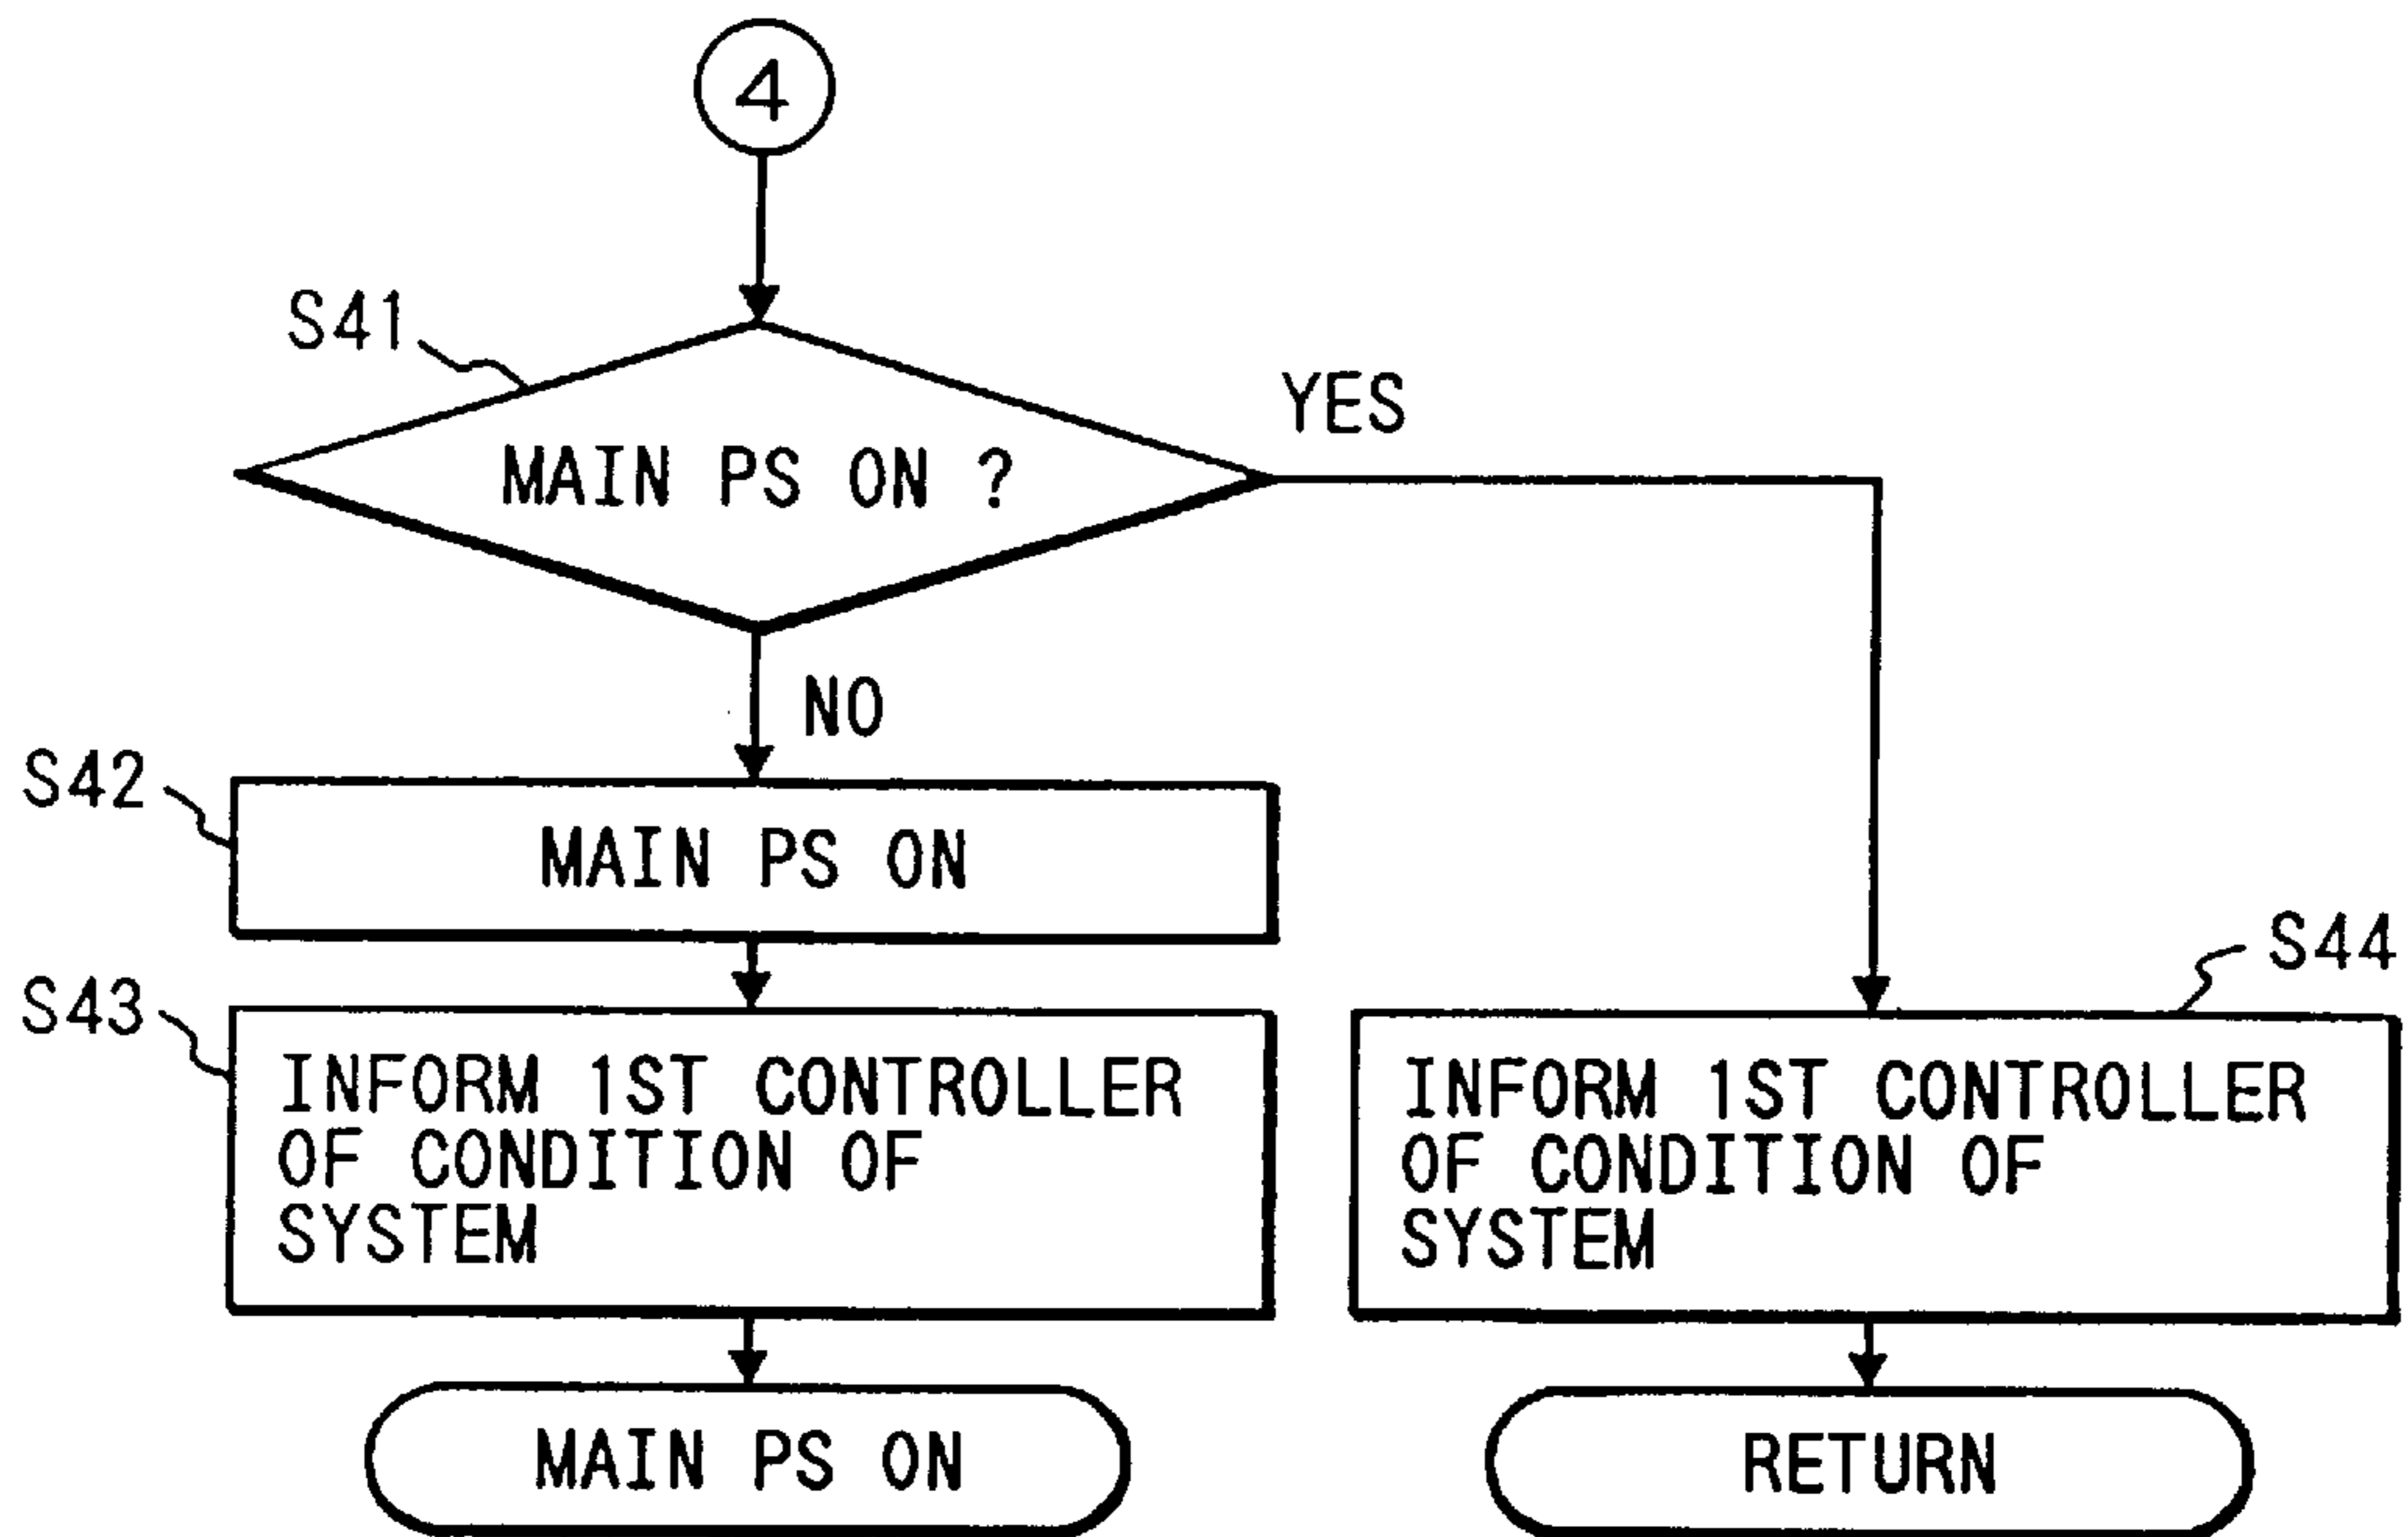 4
S41
MAIN PS ON ?
YES
NO
S42
MAIN PS ON
S43
INFORM 1ST CONTROLLER
OF CONDITION OF
SYSTEM
S44
INFORM 1ST CONTROLLER
OF CONDITION OF
SYSTEM
MAIN PS ON
RETURN